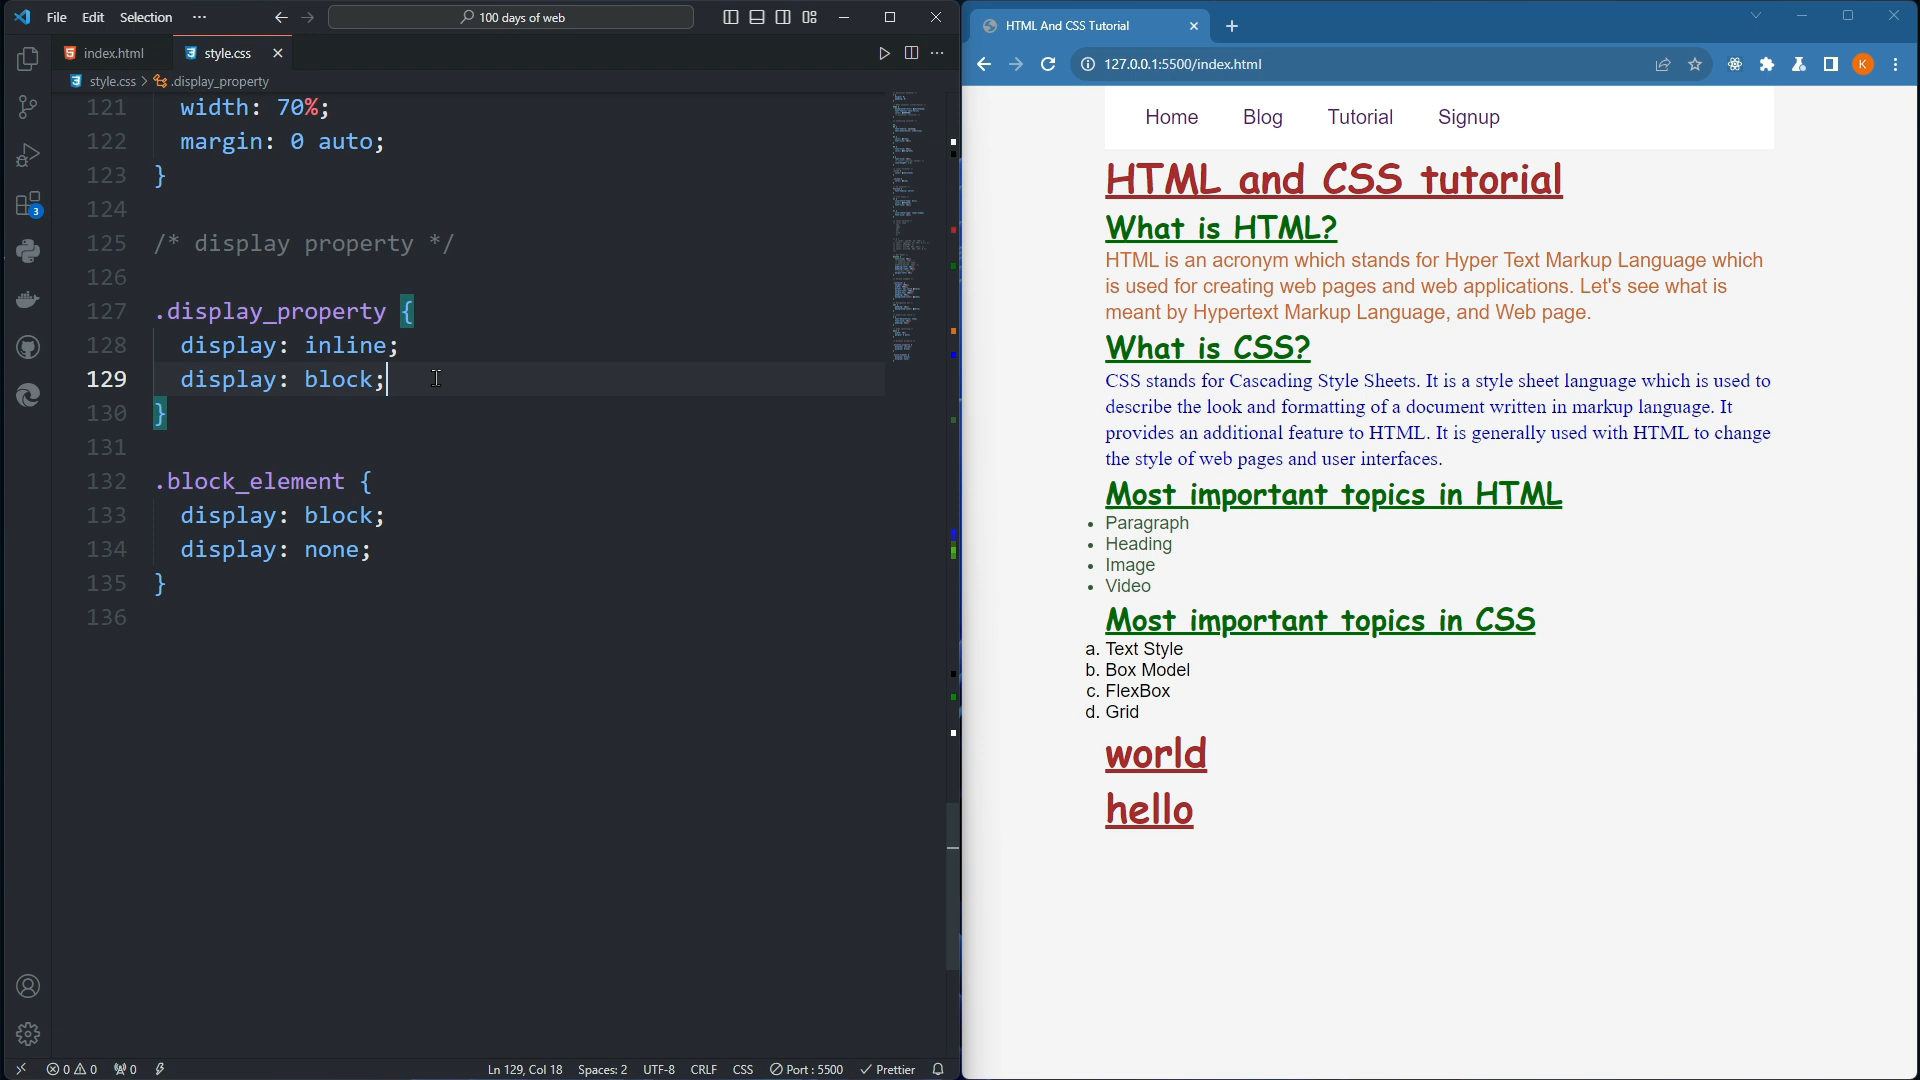 File Edit Selection ···
100 days of web
index.html
style.css
style.css > .display_property
121 width: 70%;
122 margin: 0 auto;
123 }
124
125 /* display property */
126
127 .display_property {
128 display: inline;
129 display: block;
130 }
131
132 .block_element {
133 display: block;
134 display: none;
135 }
136
3
0 0 0
Ln 129, Col 18 Spaces: 2 UTF-8 CRLF CSS Port : 5500 Prettier
HTML And CSS Tutorial
127.0.0.1:5500/index.html
K
Home Blog Tutorial Signup
HTML and CSS tutorial
What is HTML?
HTML is an acronym which stands for Hyper Text Markup Language which
is used for creating web pages and web applications. Let's see what is
meant by Hypertext Markup Language, and Web page.
What is CSS?
CSS stands for Cascading Style Sheets. It is a style sheet language which is used to
describe the look and formatting of a document written in markup language. It
provides an additional feature to HTML. It is generally used with HTML to change
the style of web pages and user interfaces.
Most important topics in HTML
• Paragraph
• Heading
• Image
• Video
Most important topics in CSS
a. Text Style
b. Box Model
c. FlexBox
d. Grid
world
hello